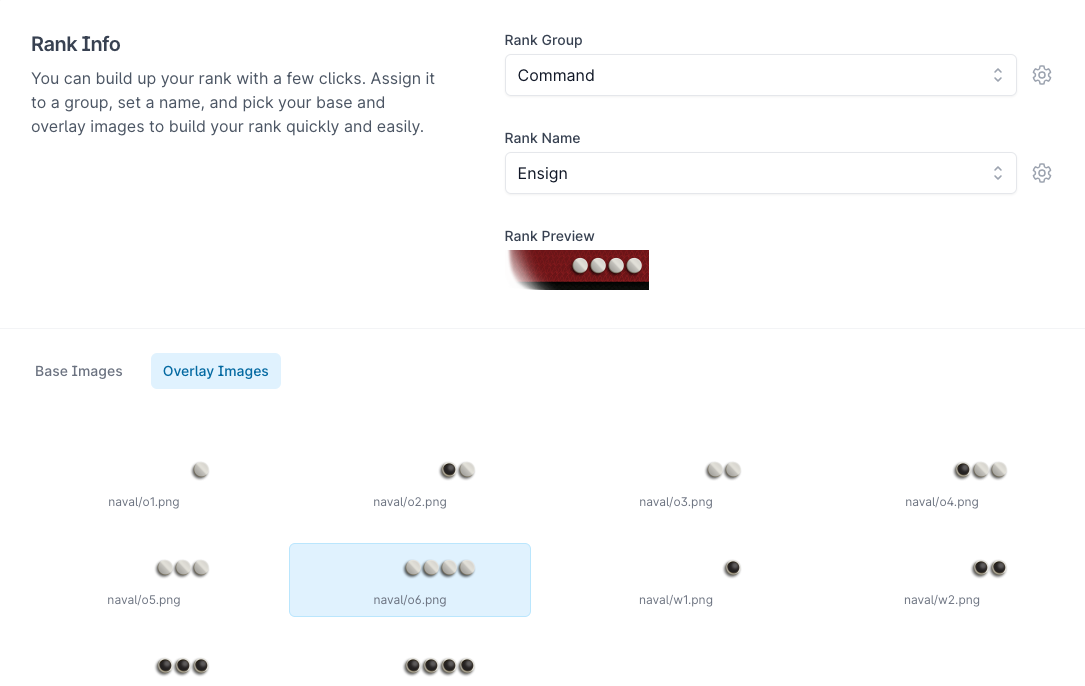 Rank Info
You can build up your rank with a few clicks. Assign it
to a group, set a name, and pick your base and
overlay images to build your rank quickly and easily.
Rank Group
Command
Rank Name
Ensign
Rank Preview
Base Images
Overlay Images
naval/o1.png
naval/o2.png
naval/o3.png
naval/o4.png
naval/o5.png
naval/o6.png
naval/w1.png
naval/w2.png